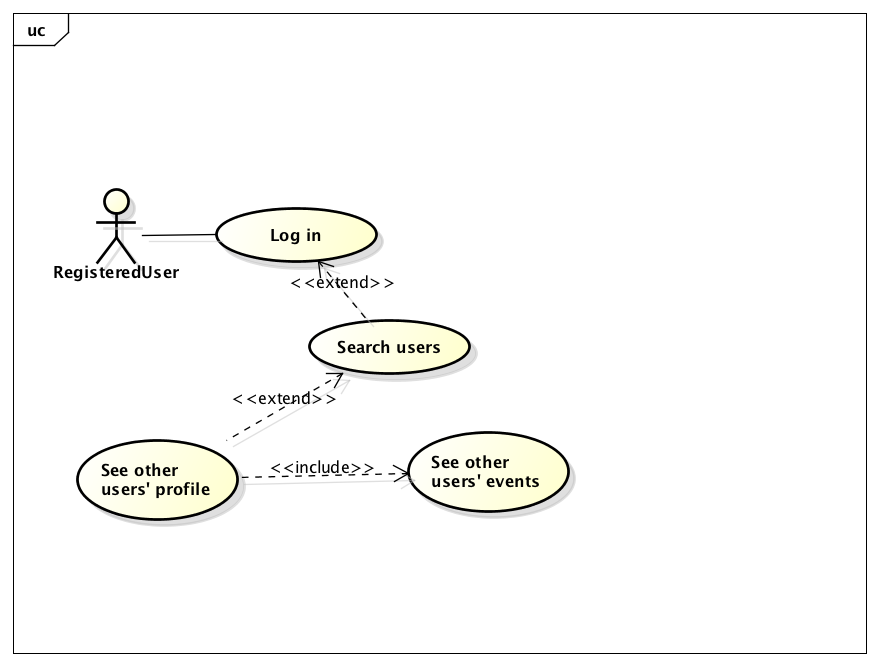 uc
Log in
RegisteredUser
<<extend>>
Search users
<<extend>>
See other
users' profile
<<include>>
See other
users' events